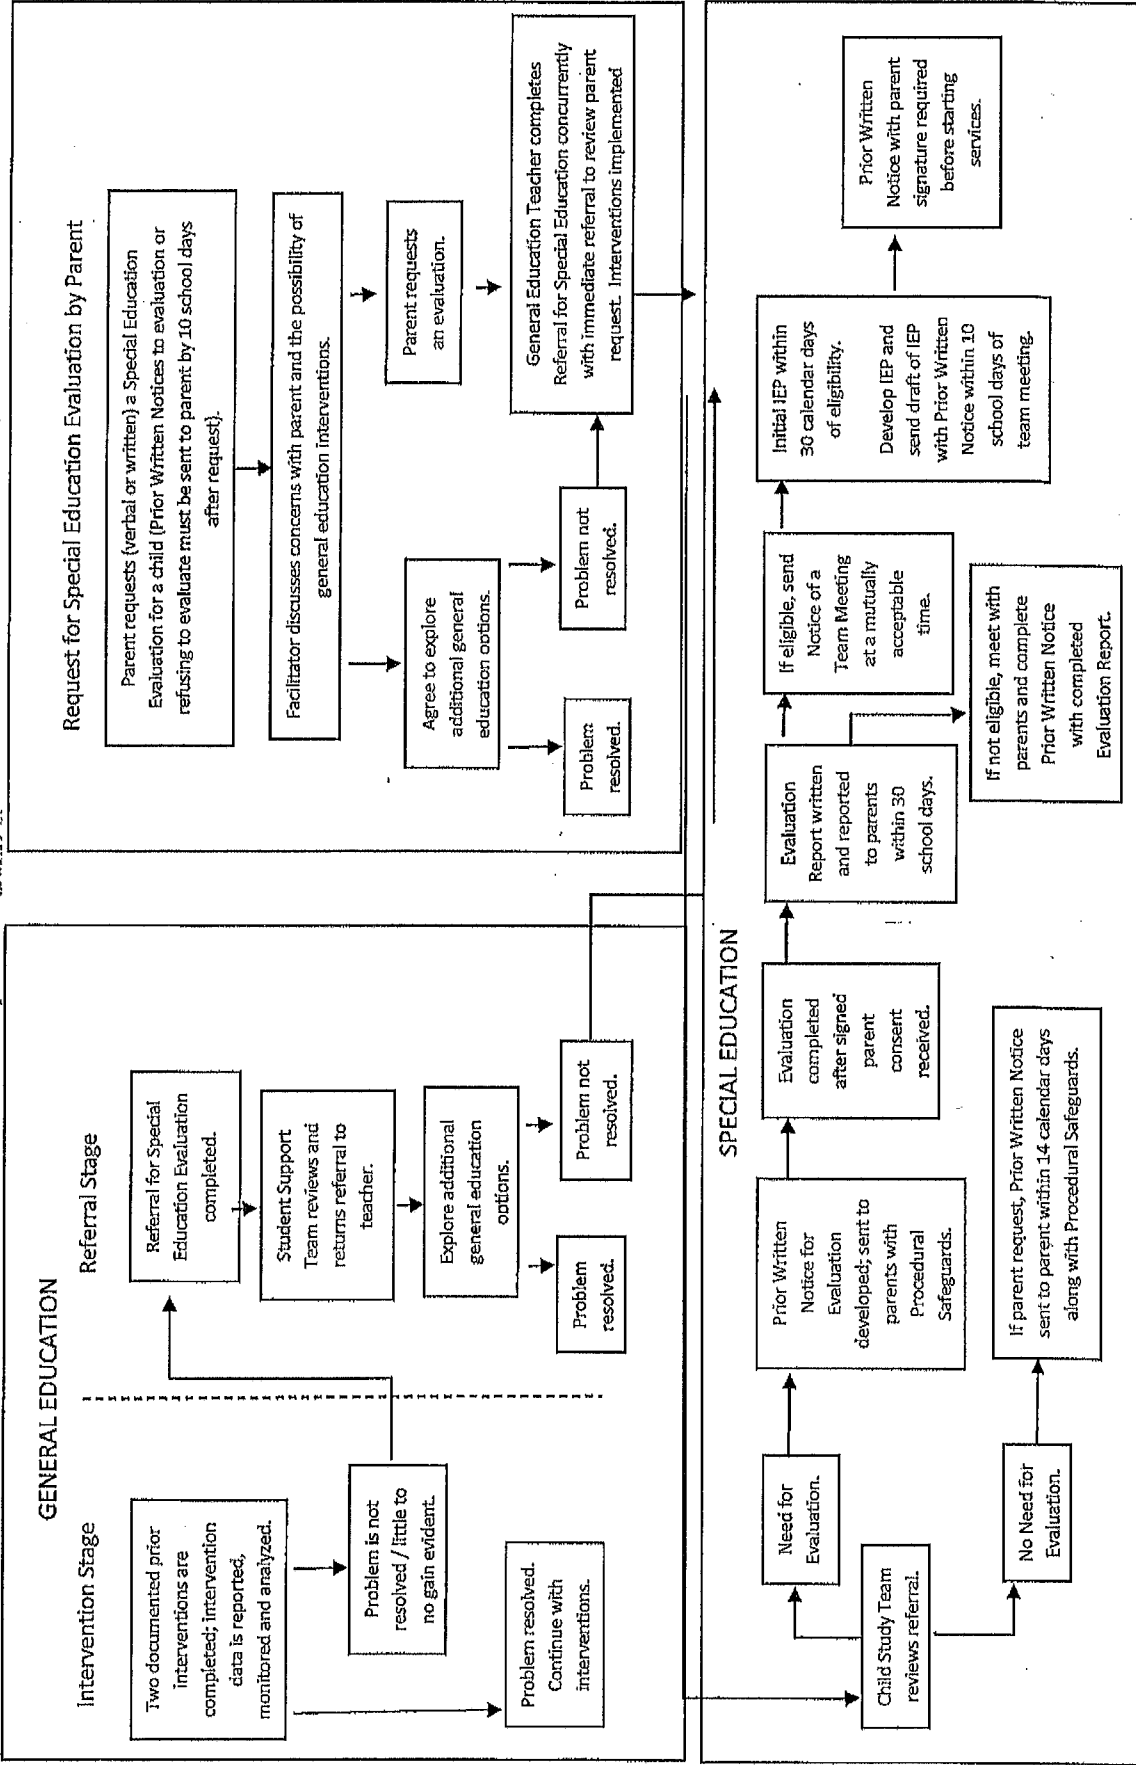 GENERAL EDUCATION
Intervention Stage
Two documented prior
interventions are
completed; intervention
data is reported,
monitored and analyzed.
Problem is not
resolved / little to
no gain evident.
Problem resolved.
Continue with
interventions.
Referral Stage
Referral for Special
Education Evaluation
completed.
Student Support
Team reviews and
returns referral to
teacher.
Explore additional
general education
options.
Problem
resolved.
Problem not
resolved.
Request for Special Education Evaluation by Parent
Parent requests (verbal or written) a Special Education
Evaluation for a child (Prior Written Notices to evaluation or
refusing to evaluate must be sent to parent by 10 school days
after request).
Facilitator discusses concerns with parent and the possibility of
general education interventions.
Agree to explore
additional general
education options.
Parent requests
an evaluation.
Problem
resolved.
Problem not
resolved.
General Education Teacher completes
Referral for Special Education concurrently
with immediate referral to review parent
request. Interventions implemented
SPECIAL EDUCATION
Child Study Team
reviews referral.
Need for
Evaluation.
No Need for
Evaluation.
Prior Written
Notice for
Evaluation
developed; sent to
parents with
Procedural
Safeguards.
If parent request, Prior Written Notice
sent to parent within 14 calendar days
along with Procedural Safeguards.
Evaluation
completed
after signed
parent
consent
received.
Evaluation
Report written
and reported
to parents
within 30
school days.
If eligible, send
Notice of a
Team Meeting
at a mutually
acceptable
time.
If not eligible, meet with
parents and complete
Prior Written Notice
with completed
Evaluation Report.
Initial IEP within
30 calendar days
of eligibility.
Develop IEP and
send draft of IEP
with Prior Written
Notice within 10
school days of
team meeting.
Prior Written
Notice with parent
signature required
before starting
services.